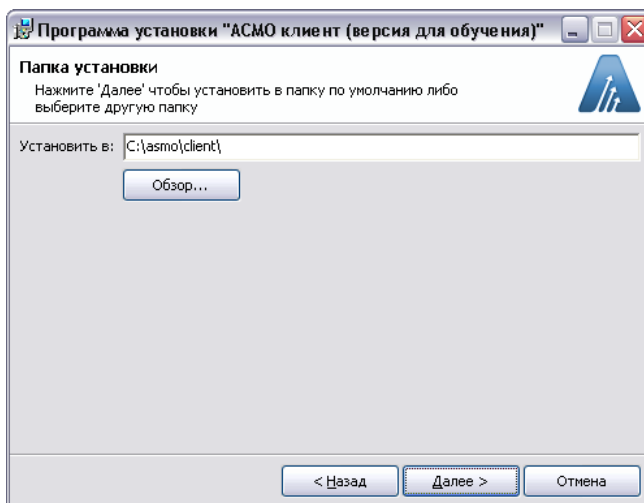 Программа установки "АСМО клиент (версия для обучения)"
Папка установки
Нажмите 'Далее' чтобы установить в папку по умолчанию либо
выберите другую папку
Установить в: C:\asmo\client\
Обзор...
< Назад Далее > Отмена